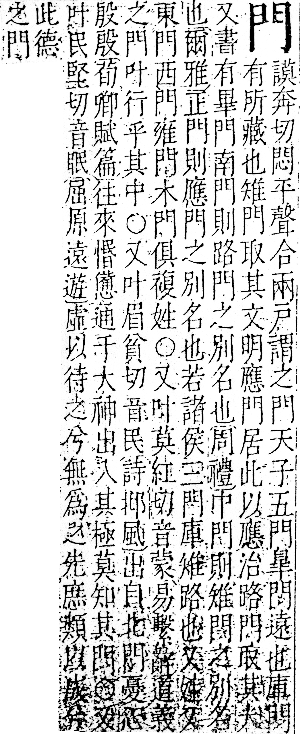 門
謨奔切悶平聲合兩戶謂之門天子五門臯門遠也庫門
有所藏也雉門取其文明應門居此以應治路門取其大
又書有畢門南門則路門之別名也周禮中門則雉門之別名
也爾雅正門則應門之別名也若諸侯三門庫雉路也又姓又
東門西門雍門木門俱複姓○又叶莫紅切音蒙易繫辭道義
之門叶行乎其中○又叶眉貧切音民詩邶風出自北門憂心
殷殷荀卿賦篇往來惛憊通于大神出入其極莫知其門○又
叶民堅切音眠屈原遠遊虛以待之兮無為之先庶類以成兮
此德之門